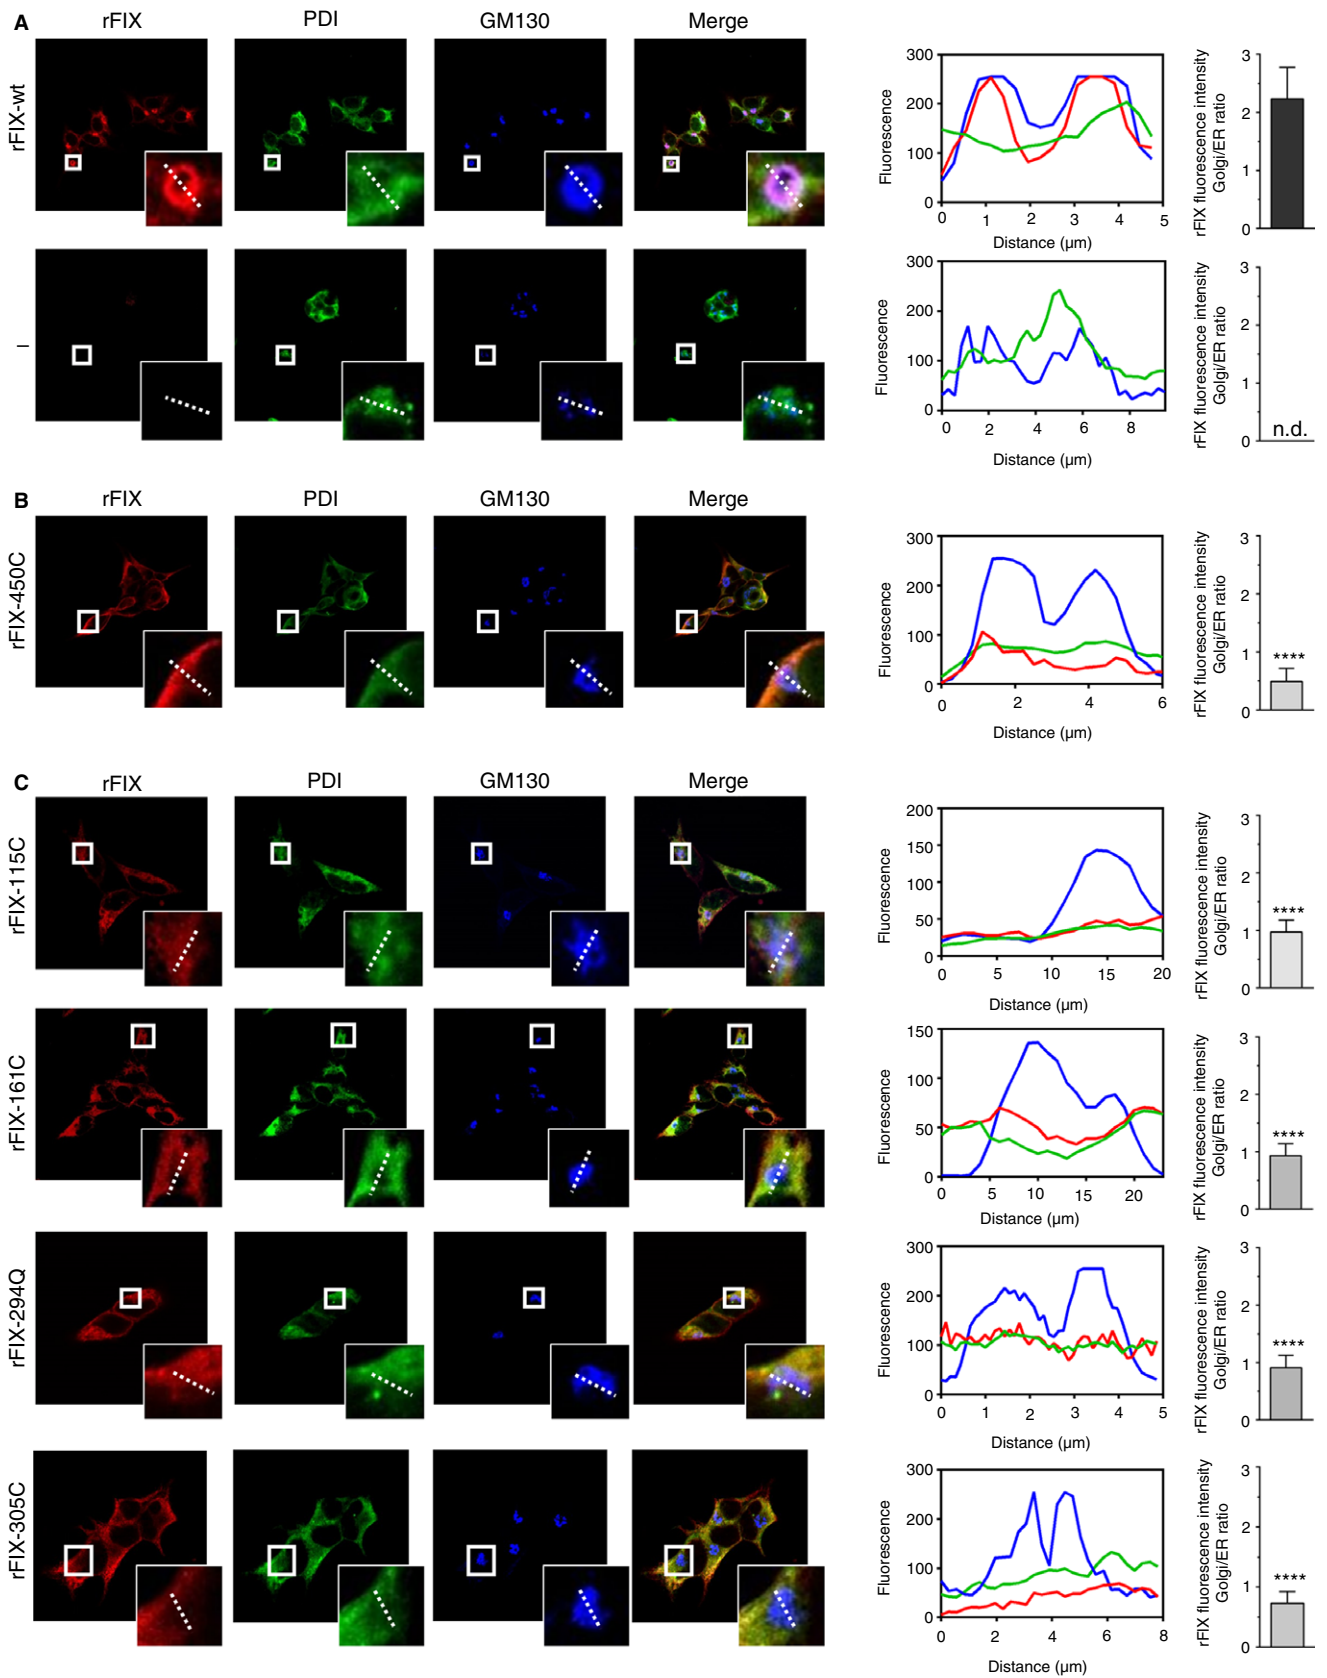 A
rFIX PDI GM130 Merge
rFIX-wt
300
200
100
0
Fluorescence
0 1 2 3 4 5
Distance (µm)
rFIX fluorescence intensity
Golgi/ER ratio
3
2
1
0
–
300
200
100
0
Fluorescence
0 2 4 6 8
Distance (µm)
rFIX fluorescence intensity
Golgi/ER ratio
3
2
1
0
n.d.
B
rFIX PDI GM130 Merge
rFIX-450C
300
200
100
0
Fluorescence
0 2 4 6
Distance (µm)
rFIX fluorescence intensity
Golgi/ER ratio
3
2
1
0
****
C
rFIX PDI GM130 Merge
rFIX-115C
200
150
100
50
0
Fluorescence
0 5 10 15 20
Distance (µm)
rFIX fluorescence intensity
Golgi/ER ratio
3
2
1
0
****
rFIX-161C
150
100
50
0
Fluorescence
0 5 10 15 20
Distance (µm)
rFIX fluorescence intensity
Golgi/ER ratio
3
2
1
0
****
rFIX-294Q
300
200
100
0
Fluorescence
0 1 2 3 4 5
Distance (µm)
rFIX fluorescence intensity
Golgi/ER ratio
3
2
1
0
****
rFIX-305C
300
200
100
0
Fluorescence
0 2 4 6 8
Distance (µm)
rFIX fluorescence intensity
Golgi/ER ratio
3
2
1
0
****